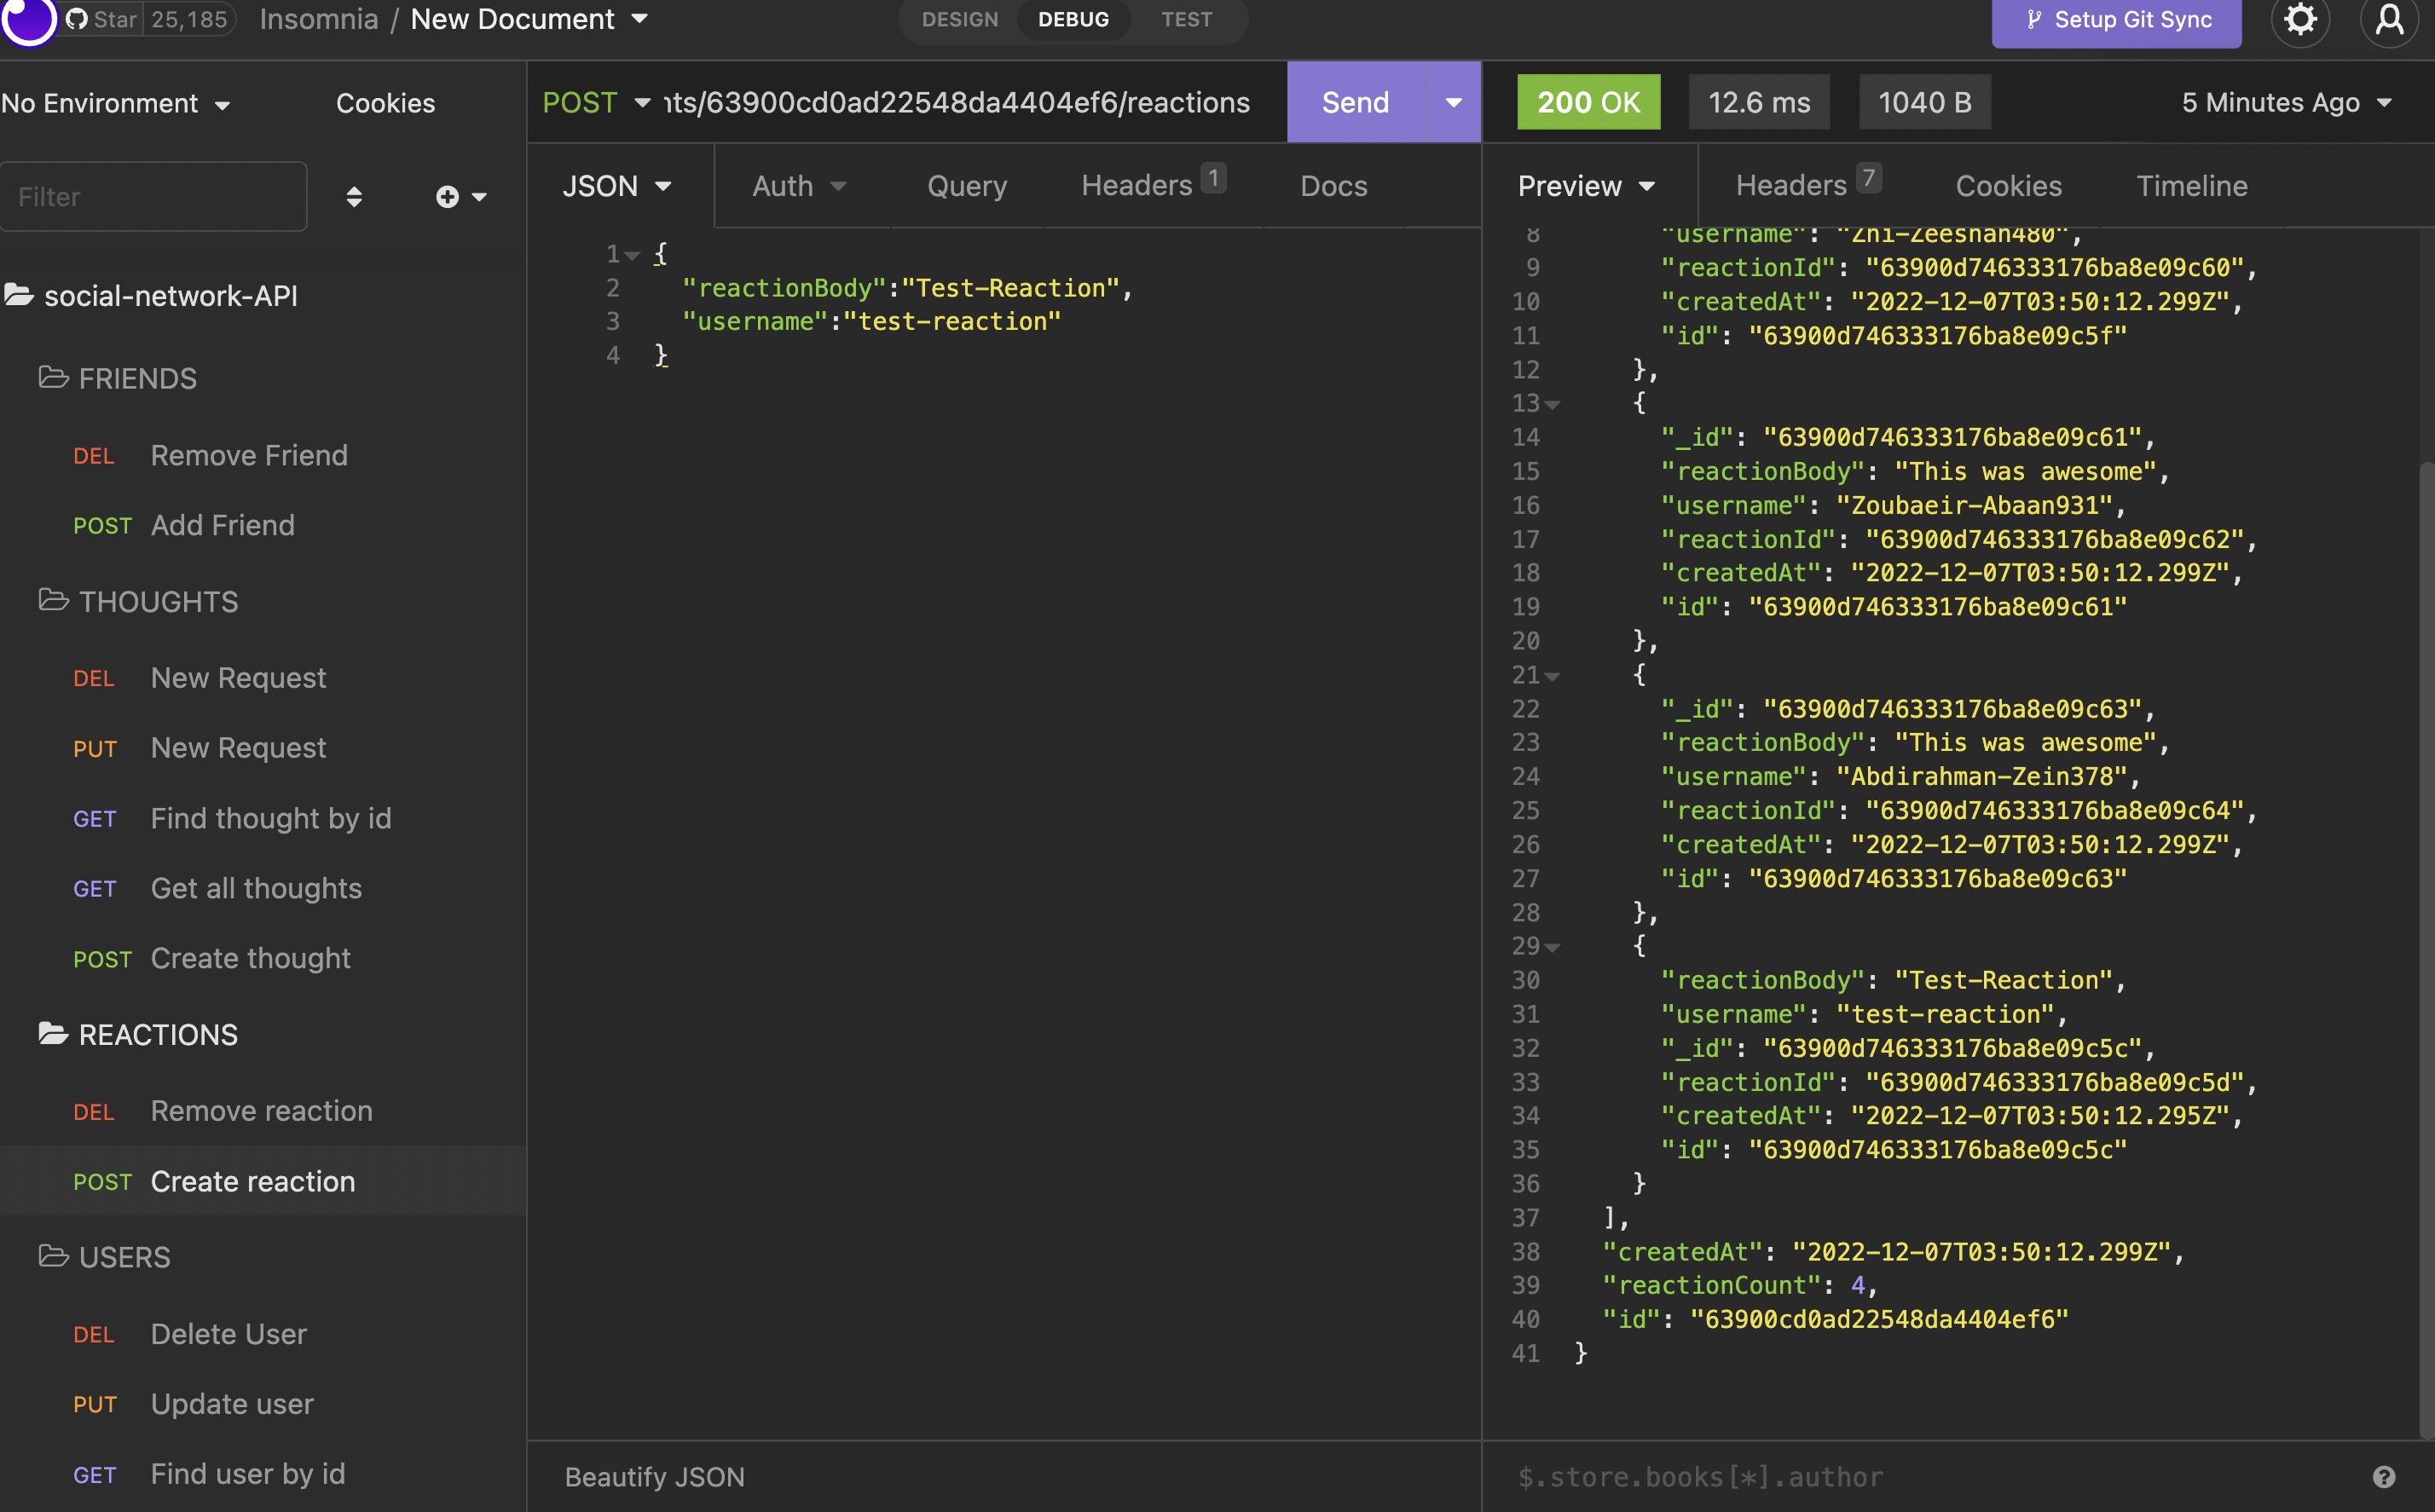 Star 25,185 Insomnia / New Document DESIGN DEBUG TEST Setup Git Sync
No Environment Cookies
Filter
social-network-API
FRIENDS
DEL Remove Friend
POST Add Friend
THOUGHTS
DEL New Request
PUT New Request
GET Find thought by id
GET Get all thoughts
POST Create thought
REACTIONS
DEL Remove reaction
POST Create reaction
USERS
DEL Delete User
PUT Update user
GET Find user by id
POST nts/63900cd0ad22548da4404ef6/reactions Send
JSON Auth Query Headers 1 Docs
1 {
2 "reactionBody":"Test-Reaction",
3 "username":"test-reaction"
4 }
Beautify JSON
200 OK 12.6 ms 1040 B 5 Minutes Ago
Preview Headers 7 Cookies Timeline
8 "username": "Zhi-Zeeshan480",
9 "reactionId": "63900d746333176ba8e09c60",
10 "createdAt": "2022-12-07T03:50:12.299Z",
11 "id": "63900d746333176ba8e09c5f"
12 },
13 {
14 "_id": "63900d746333176ba8e09c61",
15 "reactionBody": "This was awesome",
16 "username": "Zoubaeir-Abaan931",
17 "reactionId": "63900d746333176ba8e09c62",
18 "createdAt": "2022-12-07T03:50:12.299Z",
19 "id": "63900d746333176ba8e09c61"
20 },
21 {
22 "_id": "63900d746333176ba8e09c63",
23 "reactionBody": "This was awesome",
24 "username": "Abdirahman-Zein378",
25 "reactionId": "63900d746333176ba8e09c64",
26 "createdAt": "2022-12-07T03:50:12.299Z",
27 "id": "63900d746333176ba8e09c63"
28 },
29 {
30 "reactionBody": "Test-Reaction",
31 "username": "test-reaction",
32 "_id": "63900d746333176ba8e09c5c",
33 "reactionId": "63900d746333176ba8e09c5d",
34 "createdAt": "2022-12-07T03:50:12.295Z",
35 "id": "63900d746333176ba8e09c5c"
36 }
37 ],
38 "createdAt": "2022-12-07T03:50:12.299Z",
39 "reactionCount": 4,
40 "id": "63900cd0ad22548da4404ef6"
41 }
$.store.books[*].author